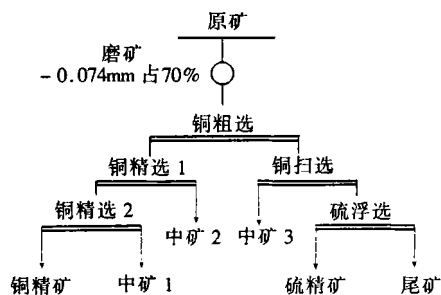 原矿
磨矿
- 0.074mm 占70%
铜粗选
铜精选 1
铜扫选
铜精选 2
中矿 2
中矿 3
硫浮选
铜精矿
中矿 1
硫精矿
尾矿